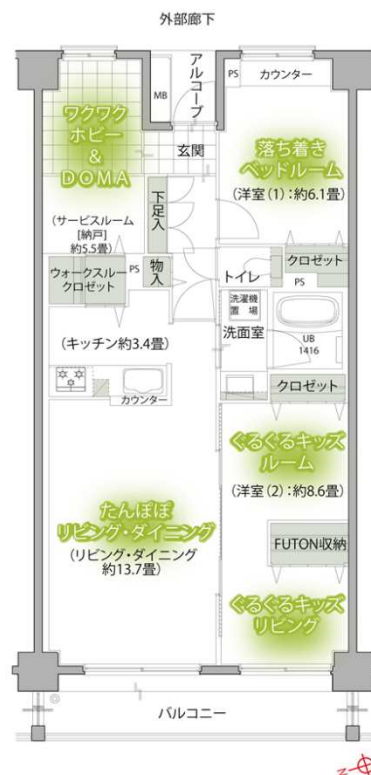 外部廊下
アルコーブ
MB
PS
カウンター
ワクワク
ホビー
&
DOMA
玄関
落ち着き
ベッドルーム
(洋室(1):約6.1畳)
(サービスルーム
[納戸]
約5.5畳)
下足入
ウォークスルー
クロゼット
PS
物入
トイレ
クロゼット
PS
洗濯機
置場
洗面室
UB
1416
(キッチン約3.4畳)
カウンター
クロゼット
ぐるぐるキッズ
ルーム
(洋室(2):約8.6畳)
たんぽぽ
リビング・ダイニング
(リビング・ダイニング
約13.7畳)
FUTON収納
ぐるぐるキッズ
リビング
バルコニー
N